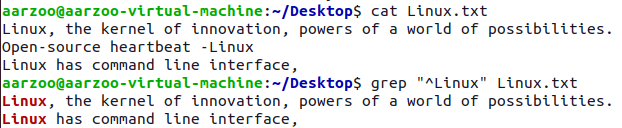 aarzoo@aarzoo-virtual-machine:~/Desktop$ cat Linux.txt
Linux, the kernel of innovation, powers of a world of possibilities.
Open-source heartbeat -Linux
Linux has command line interface,
aarzoo@aarzoo-virtual-machine:~/Desktop$ grep "^Linux" Linux.txt
Linux, the kernel of innovation, powers of a world of possibilities.
Linux has command line interface,